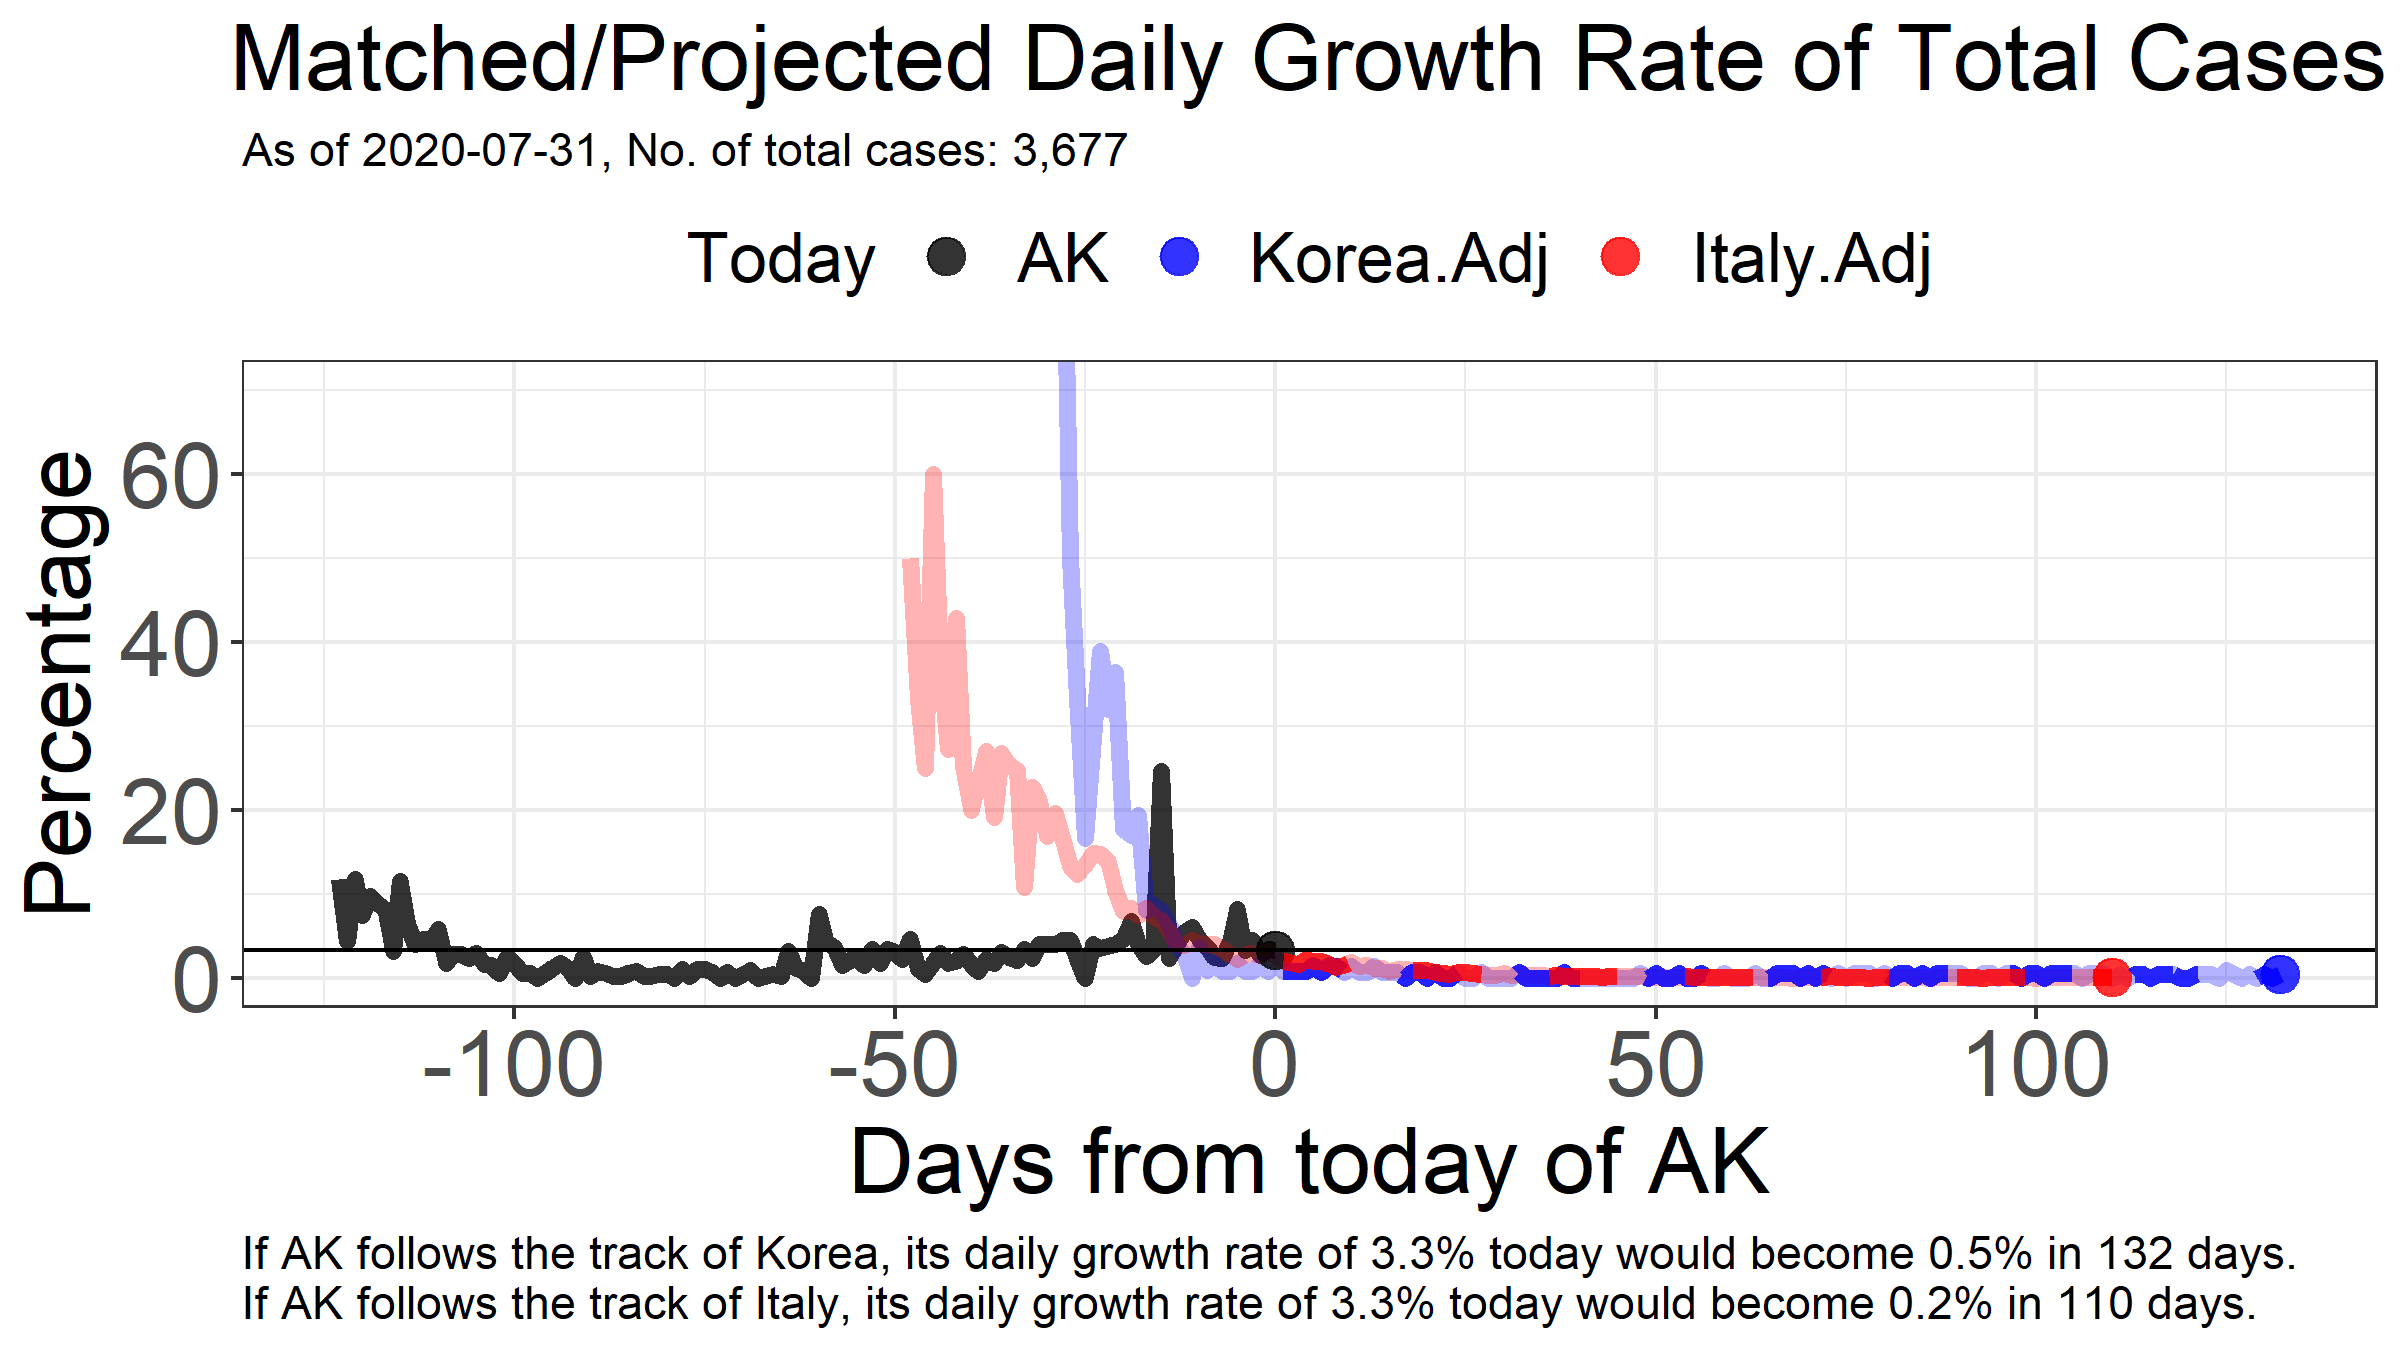 Matched/Projected Daily Growth Rate of Total Cases
As of 2020-07-31, No. of total cases: 3,677
Today AK Korea.Adj Italy.Adj
Percentage
60
40
20
0
-100 -50 0 50 100
Days from today of AK
If AK follows the track of Korea, its daily growth rate of 3.3% today would become 0.5% in 132 days.
If AK follows the track of Italy, its daily growth rate of 3.3% today would become 0.2% in 110 days.